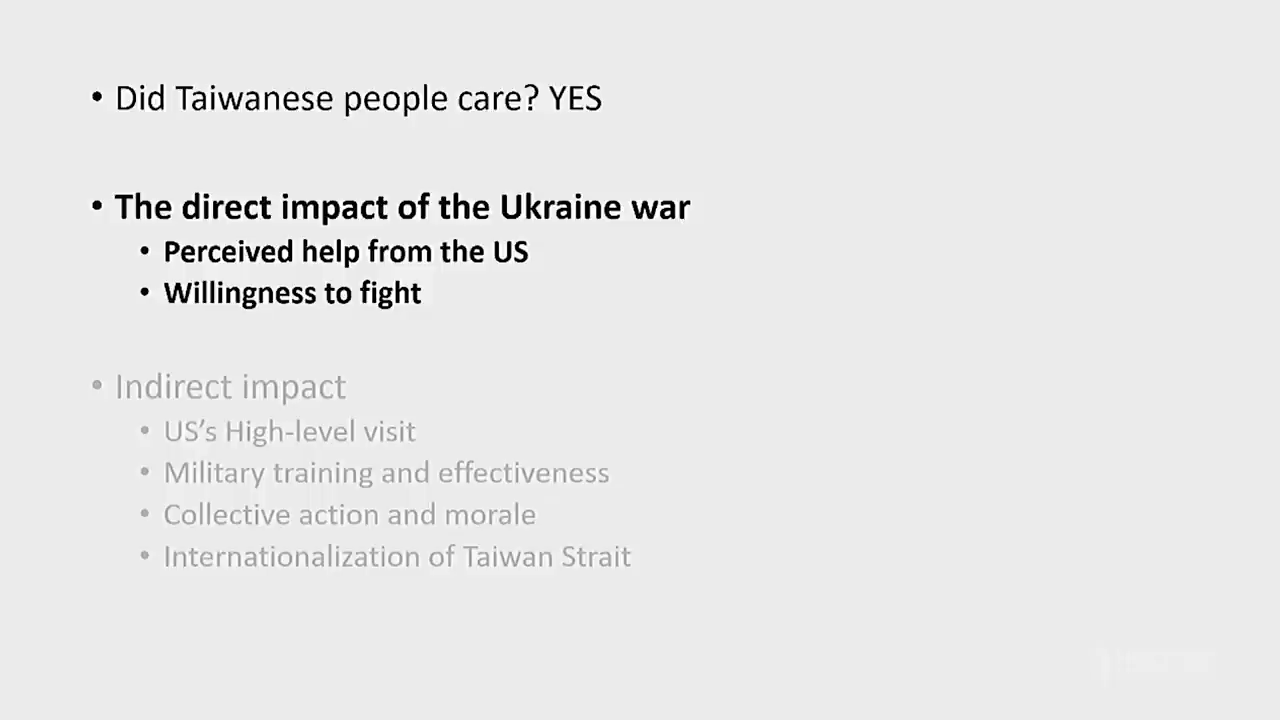 • Did Taiwanese people care? YES
• The direct impact of the Ukraine war
• Perceived help from the US
• Willingness to fight
• Indirect impact
• US’s High-level visit
• Military training and effectiveness
• Collective action and morale
• Internationalization of Taiwan Strait